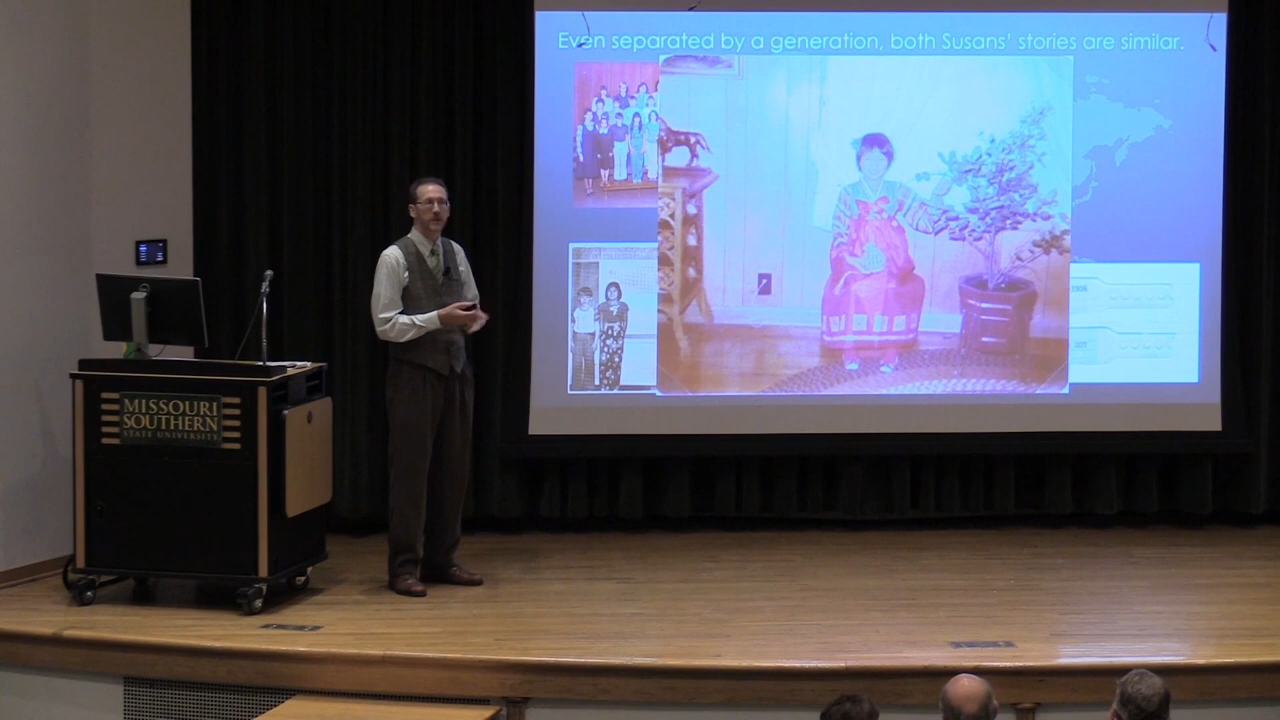 Even separated by a generation, both Susans' stories are similar.
MISSOURI
SOUTHERN
STATE UNIVERSITY